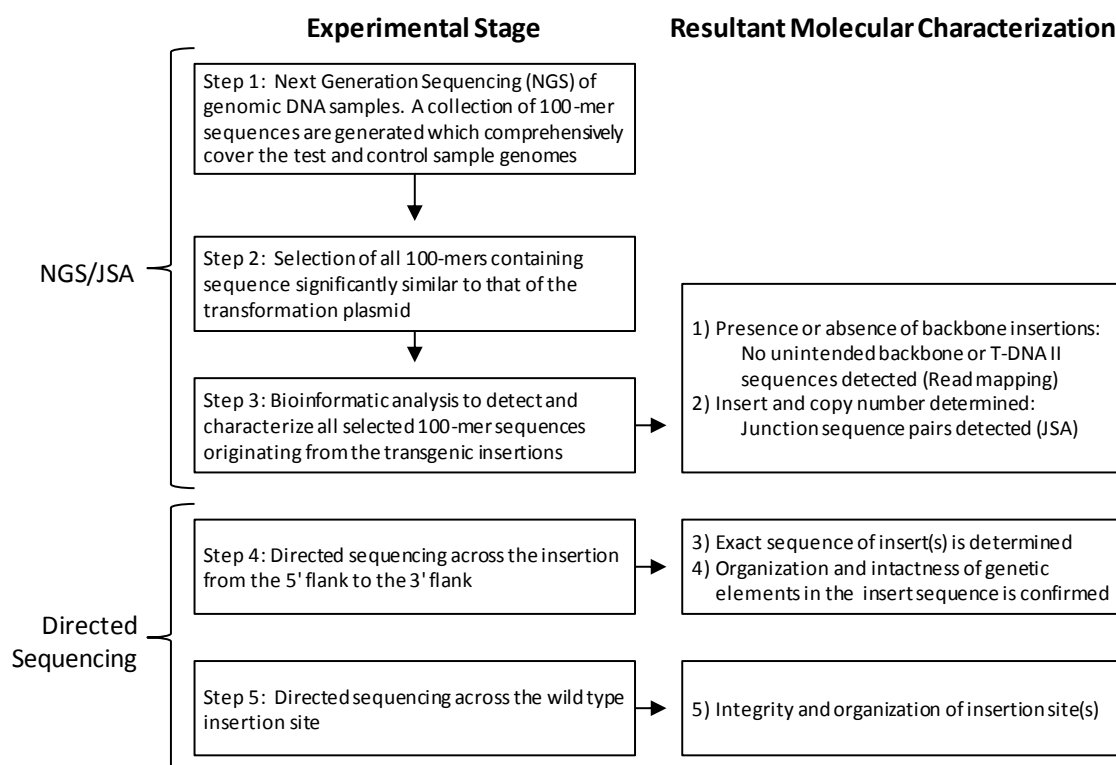 Experimental Stage
Resultant Molecular Characterization
NGS/JSA
Step 1: Next Generation Sequencing (NGS) of
genomic DNA samples. A collection of 100-mer
sequences are generated which comprehensively
cover the test and control sample genomes
Step 2: Selection of all 100-mers containing
sequence significantly similar to that of the
transformation plasmid
Step 3: Bioinformatic analysis to detect and
characterize all selected 100-mer sequences
originating from the transgenic insertions
1) Presence or absence of backbone insertions:
No unintended backbone or T-DNA II
sequences detected (Read mapping)
2) Insert and copy number determined:
Junction sequence pairs detected (JSA)
Directed
Sequencing
Step 4: Directed sequencing across the insertion
from the 5' flank to the 3' flank
3) Exact sequence of insert(s) is determined
4) Organization and intactness of genetic
elements in the insert sequence is confirmed
Step 5: Directed sequencing across the wild type
insertion site
5) Integrity and organization of insertion site(s)